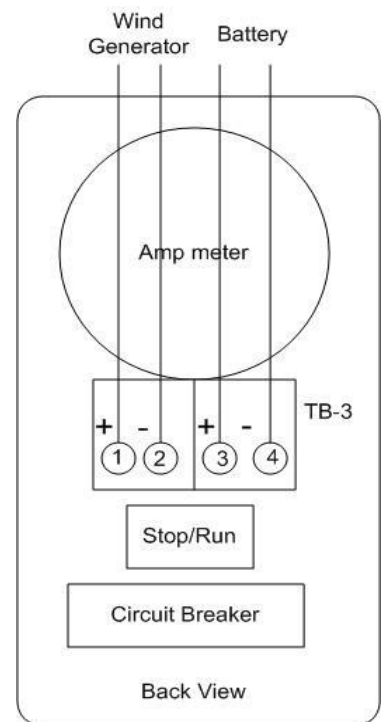 Wind
Generator
Battery
Amp meter
TB-3
+ - + -
1 2 3 4
Stop/Run
Circuit Breaker
Back View